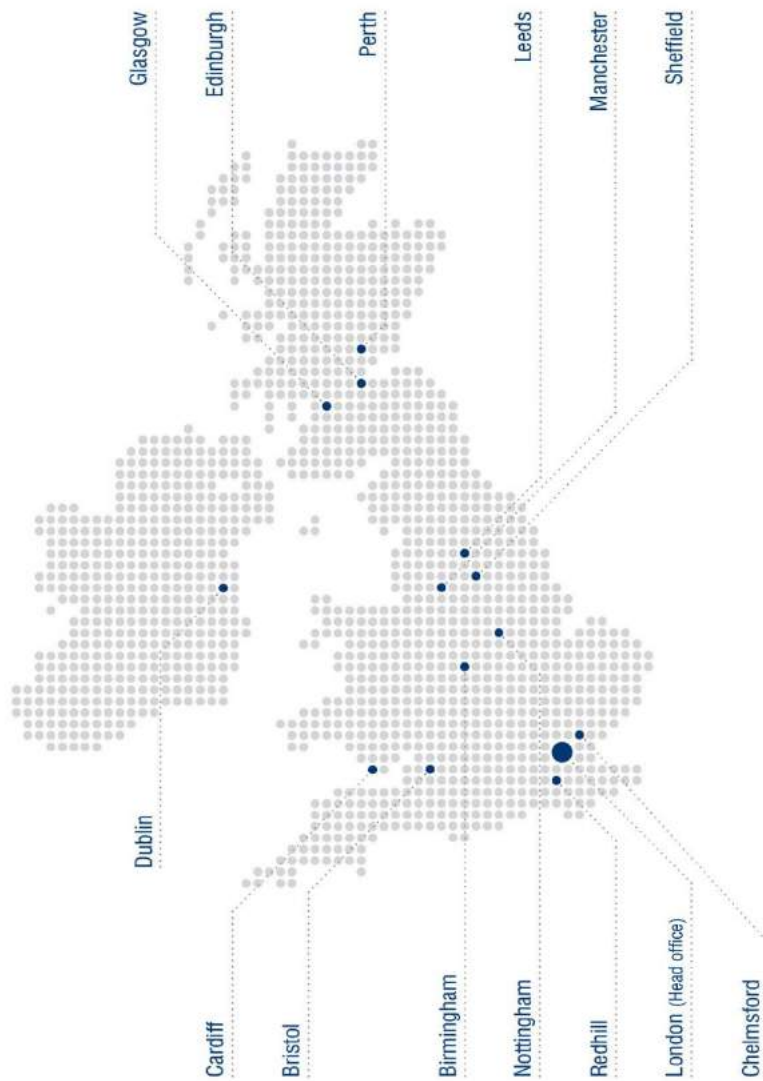 Glasgow
Edinburgh
Perth
Leeds
Manchester
Sheffield
Dublin
Cardiff
Bristol
Birmingham
Nottingham
Redhill
London (Head office)
Chelmsford